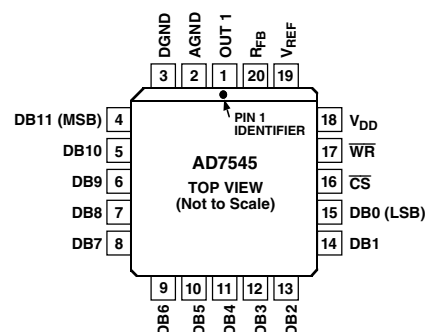 DGND AGND OUT 1 RFB VREF
3 2 1 20 19
DB11 (MSB) 4
PIN 1
IDENTIFIER
18 VDD
DB10 5
17 WR
AD7545
DB9 6
16 CS
TOP VIEW
(Not to Scale)
DB8 7
15 DB0 (LSB)
DB7 8
14 DB1
9 10 11 12 13
DB6 DB5 DB4 DB3 DB2